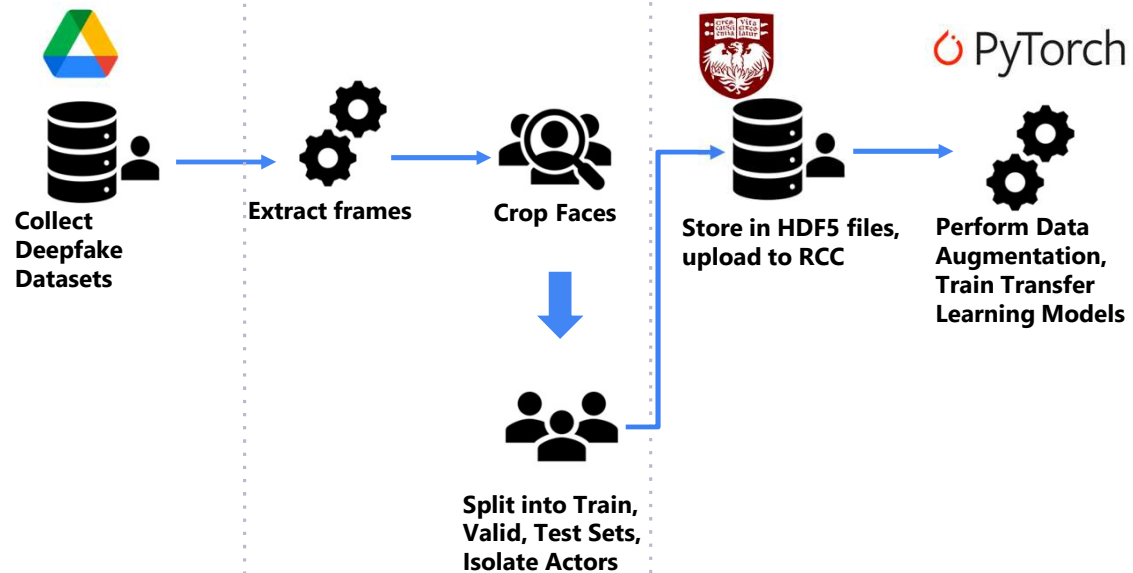 PyTorch
Collect
Deepfake
Datasets
Extract frames
Crop Faces
Split into Train,
Valid, Test Sets,
Isolate Actors
Store in HDF5 files,
upload to RCC
Perform Data
Augmentation,
Train Transfer
Learning Models